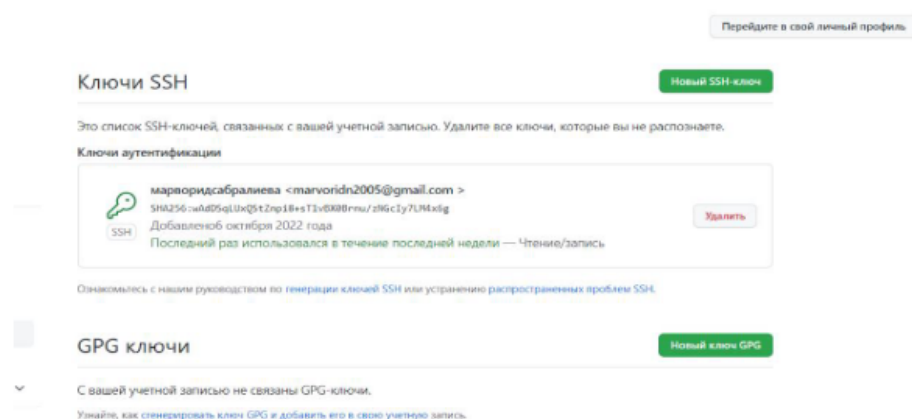 Перейдите в свой личный профиль
Ключи SSH
Новый SSH-ключ
Это список SSH-ключей, связанных с вашей учетной записью. Удалите все ключи, которые вы не распознаете.
Ключи аутентификации
марворидсабралиева <marvoridn2005@gmail.com >
SSH
Добавлено6 октября 2022 года
Последний раз использовался в течение последней недели — Чтение/запись
Удалить
Ознакомьтесь с нашим руководством по генерации ключей SSH или устранению распространенных проблем SSH.
GPG ключи
Новый ключ GPG
С вашей учетной записью не связаны GPG-ключи.
Узнайте, как сгенерировать ключ GPG и добавить его в свою учетную запись.